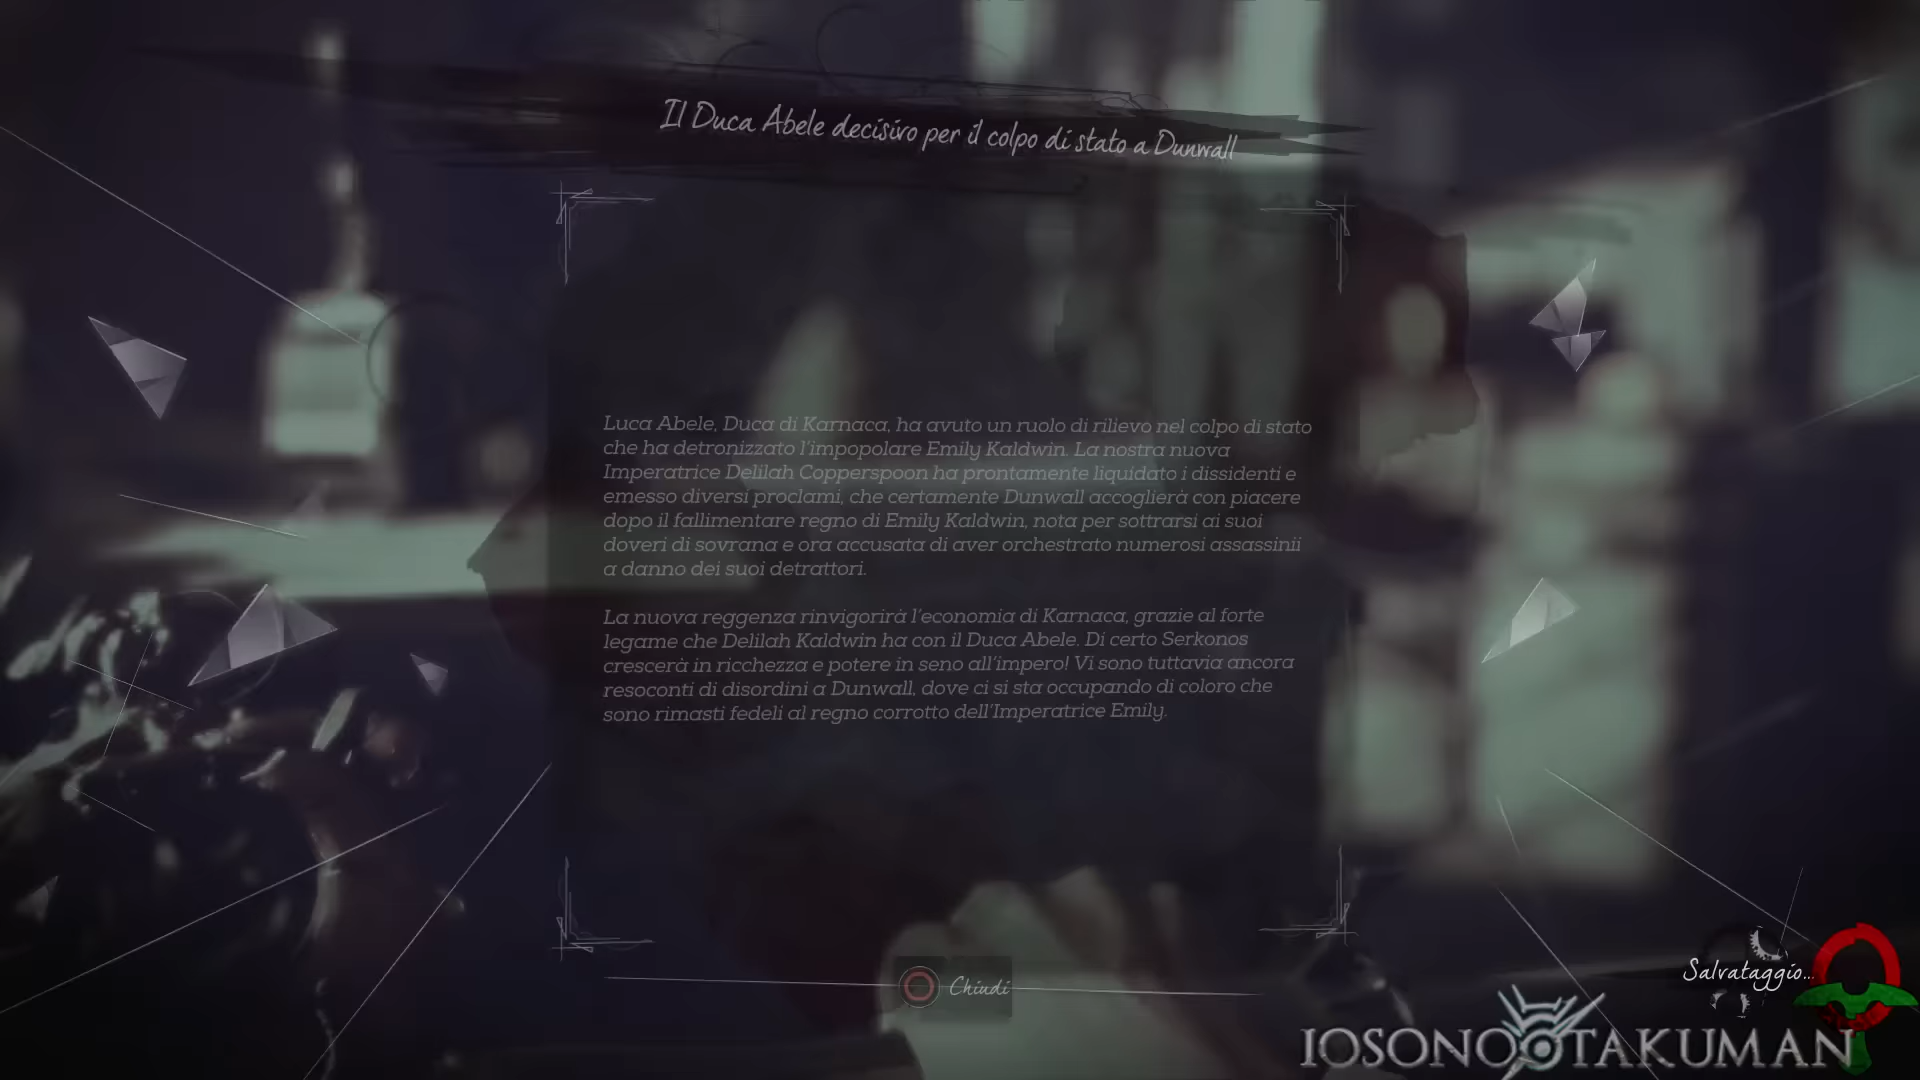 Il Duca Abele decisivo per il colpo di stato a Dunwall
Luca Abele, Duca di Karnaca, ha avuto un ruolo di rilievo nel colpo di stato
che ha detronizzato l'impopolare Emily Kaldwin. La nostra nuova
Imperatrice Delilah Copperspoon ha prontamente liquidato i dissidenti e
emesso diversi proclami, che certamente Dunwall accoglierà con piacere
dopo il fallimentare regno di Emily Kaldwin, nota per sottrarsi ai suoi
doveri di sovrana e ora accusata di aver orchestrato numerosi assassinii
a danno dei suoi detrattori.
La nuova reggenza rinvigorirà l'economia di Karnaca, grazie al forte
legame che Delilah Kaldwin ha con il Duca Abele. Di certo Serkonos
crescerà in ricchezza e potere in seno all'impero! Vi sono tuttavia ancora
resoconti di disordini a Dunwall, dove ci si sta occupando di coloro che
sono rimasti fedeli al regno corrotto dell'Imperatrice Emily.
Chiudi
Salvataggio...
IOSONOOTAKUMAN